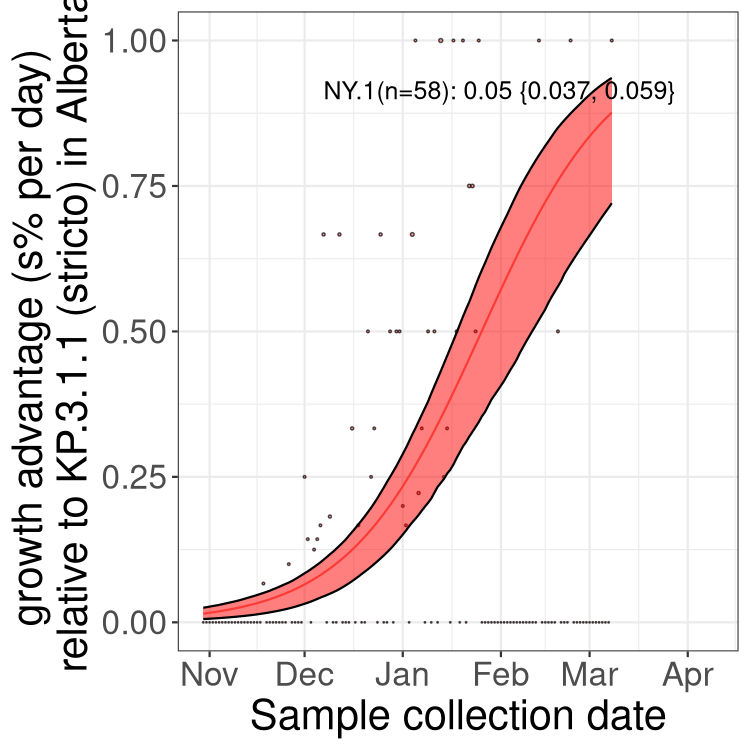 growth advantage (s% per day)
relative to KP.3.1.1 (stricto) in Alberta
1.00
0.75
0.50
0.25
0.00
NY.1(n=58): 0.05 {0.037, 0.059}
Nov Dec Jan Feb Mar Apr
Sample collection date